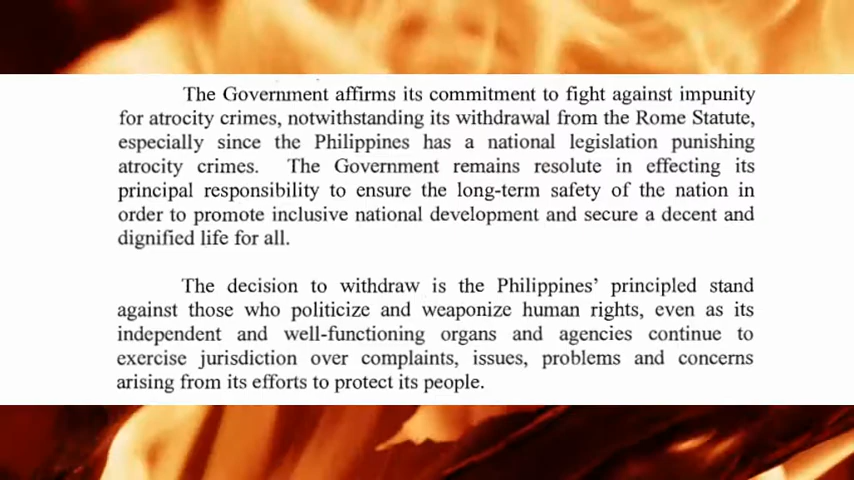 The Government affirms its commitment to fight against impunity
for atrocity crimes, notwithstanding its withdrawal from the Rome Statute,
especially since the Philippines has a national legislation punishing
atrocity crimes. The Government remains resolute in effecting its
principal responsibility to ensure the long-term safety of the nation in
order to promote inclusive national development and secure a decent and
dignified life for all.
The decision to withdraw is the Philippines' principled stand
against those who politicize and weaponize human rights, even as its
independent and well-functioning organs and agencies continue to
exercise jurisdiction over complaints, issues, problems and concerns
arising from its efforts to protect its people.